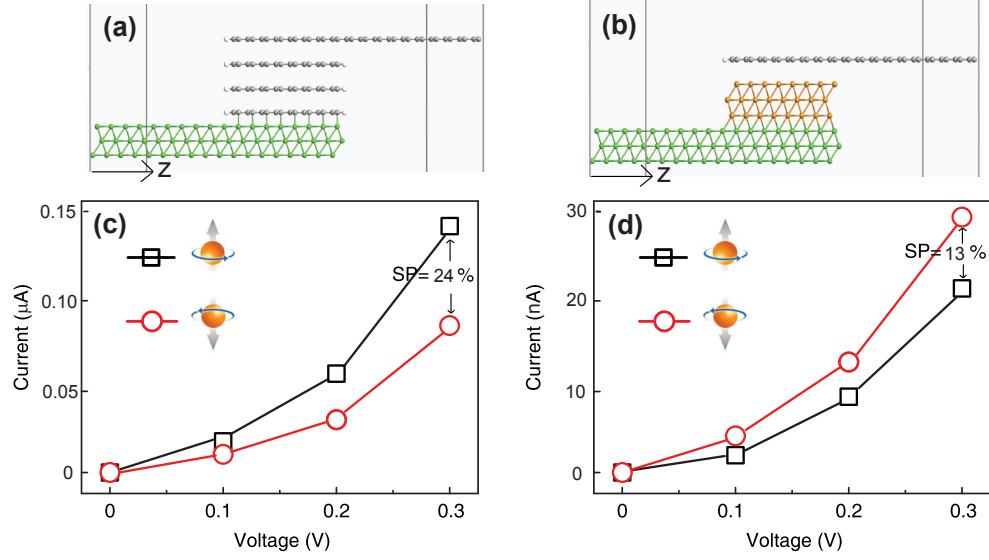 (a)
z
(b)
z
(c)
0.15
0.10
0.05
0
Current (μA)
SP= 24 %
0
0.1
0.2
0.3
Voltage (V)
(d)
30
20
10
0
Current (nA)
SP= 13 %
0
0.1
0.2
0.3
Voltage (V)